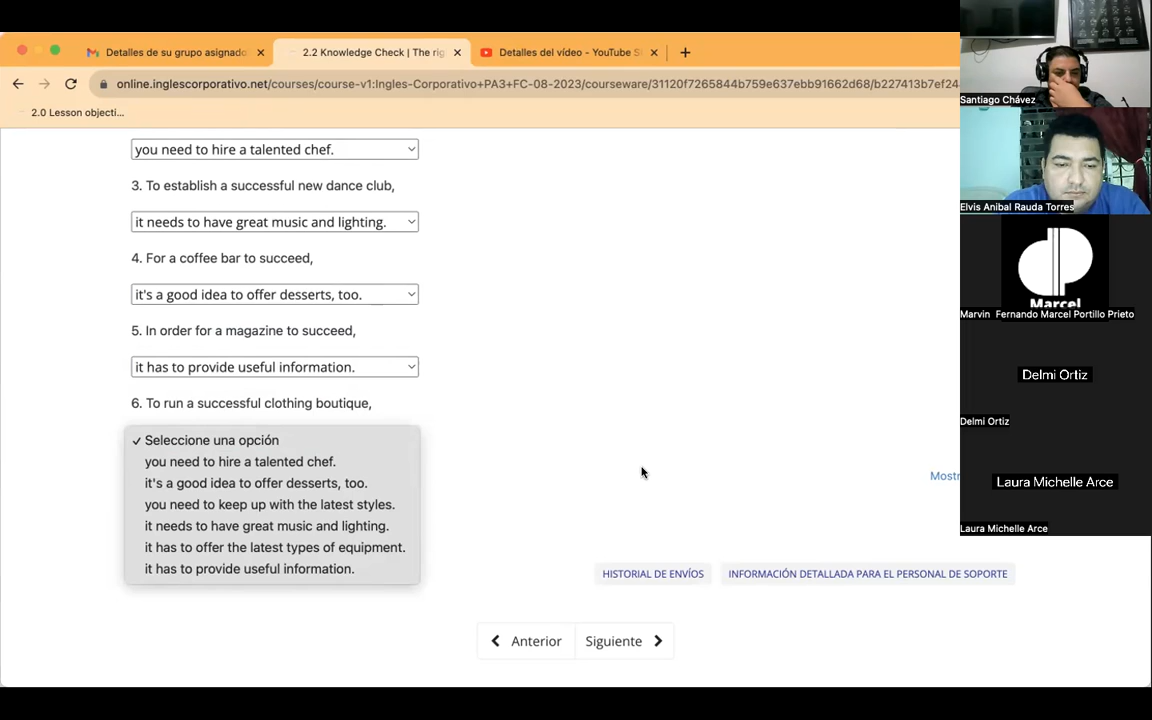 Detalles de su grupo asignado
2.2 Knowledge Check | The rig
Detalles del vídeo - YouTube S
online.inglescorporativo.net/courses/course-v1:Ingles-Corporativo+PA3+FC-08-2023/courseware/31120f7265844b759e637ebb91662d68/b227413b7ef24
2.0 Lesson objecti...
you need to hire a talented chef.
3. To establish a successful new dance club,
it needs to have great music and lighting.
4. For a coffee bar to succeed,
it's a good idea to offer desserts, too.
5. In order for a magazine to succeed,
it has to provide useful information.
6. To run a successful clothing boutique,
✓ Seleccione una opción
you need to hire a talented chef.
it's a good idea to offer desserts, too.
you need to keep up with the latest styles.
it needs to have great music and lighting.
it has to offer the latest types of equipment.
it has to provide useful information.
Mostr
HISTORIAL DE ENVÍOS
INFORMACIÓN DETALLADA PARA EL PERSONAL DE SOPORTE
Anterior
Siguiente
Santiago Chávez
Elvis Anibal Rauda Torres
Marcel
Marvin Fernando Marcel Portillo Prieto
Delmi Ortiz
Delmi Ortiz
Laura Michelle Arce
Laura Michelle Arce